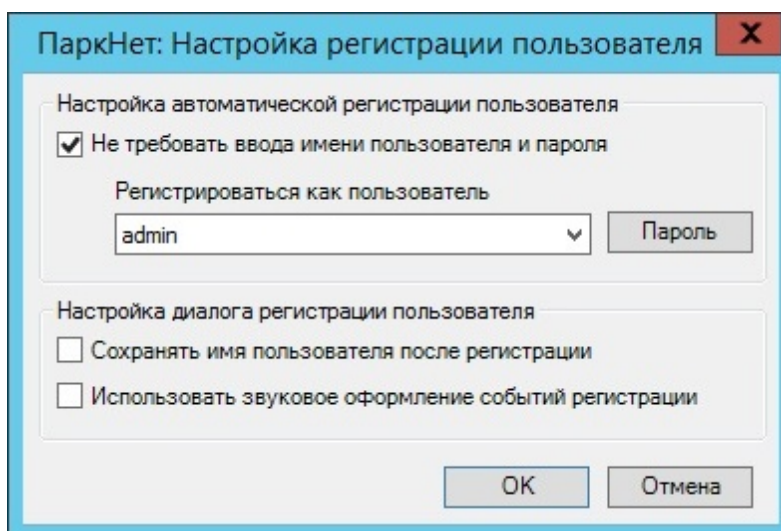 ПаркНет: Настройка регистрации пользователя
Настройка автоматической регистрации пользователя
Не требовать ввода имени пользователя и пароля
Регистрироваться как пользователь
admin
Пароль
Настройка диалога регистрации пользователя
Сохранять имя пользователя после регистрации
Использовать звуковое оформление событий регистрации
OK
Отмена